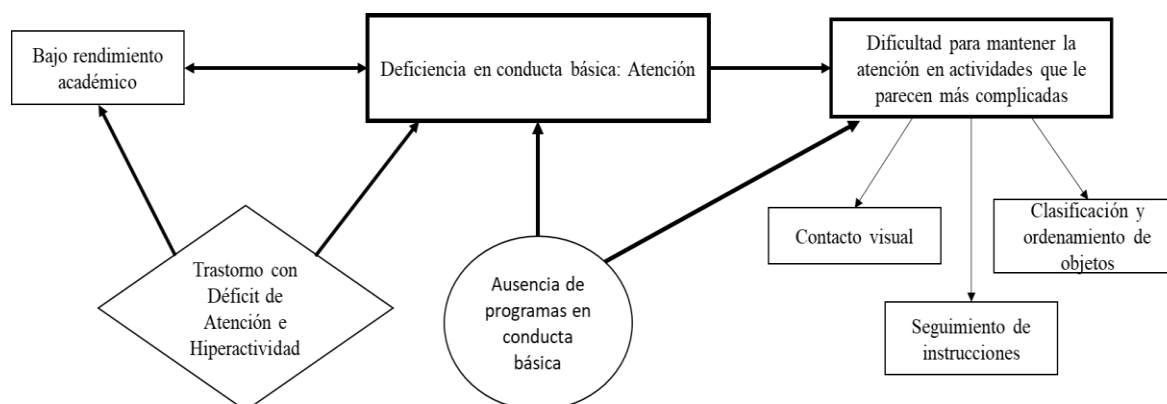 Bajo rendimiento
académico
Deficiencia en conducta básica: Atención
Dificultad para mantener la
atención en actividades que le
parecen más complicadas
Trastorno con
Déficit de
Atención e
Hiperactividad
Ausencia de
programas en
conducta
básica
Contacto visual
Clasificación y
ordenamiento de
objetos
Seguimiento de
instrucciones